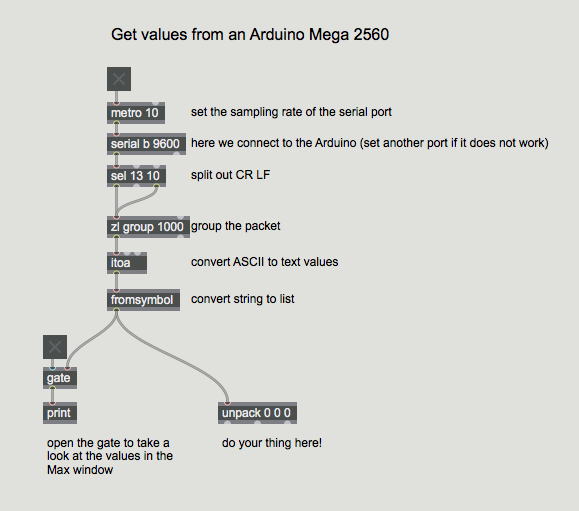 Get values from an Arduino Mega 2560
metro 10
set the sampling rate of the serial port
serial b 9600
here we connect to the Arduino (set another port if it does not work)
sel 13 10
split out CR LF
zl group 1000
group the packet
itoa
convert ASCII to text values
fromsymbol
convert string to list
gate
print
unpack 0 0 0
open the gate to take a
look at the values in the
Max window
do your thing here!